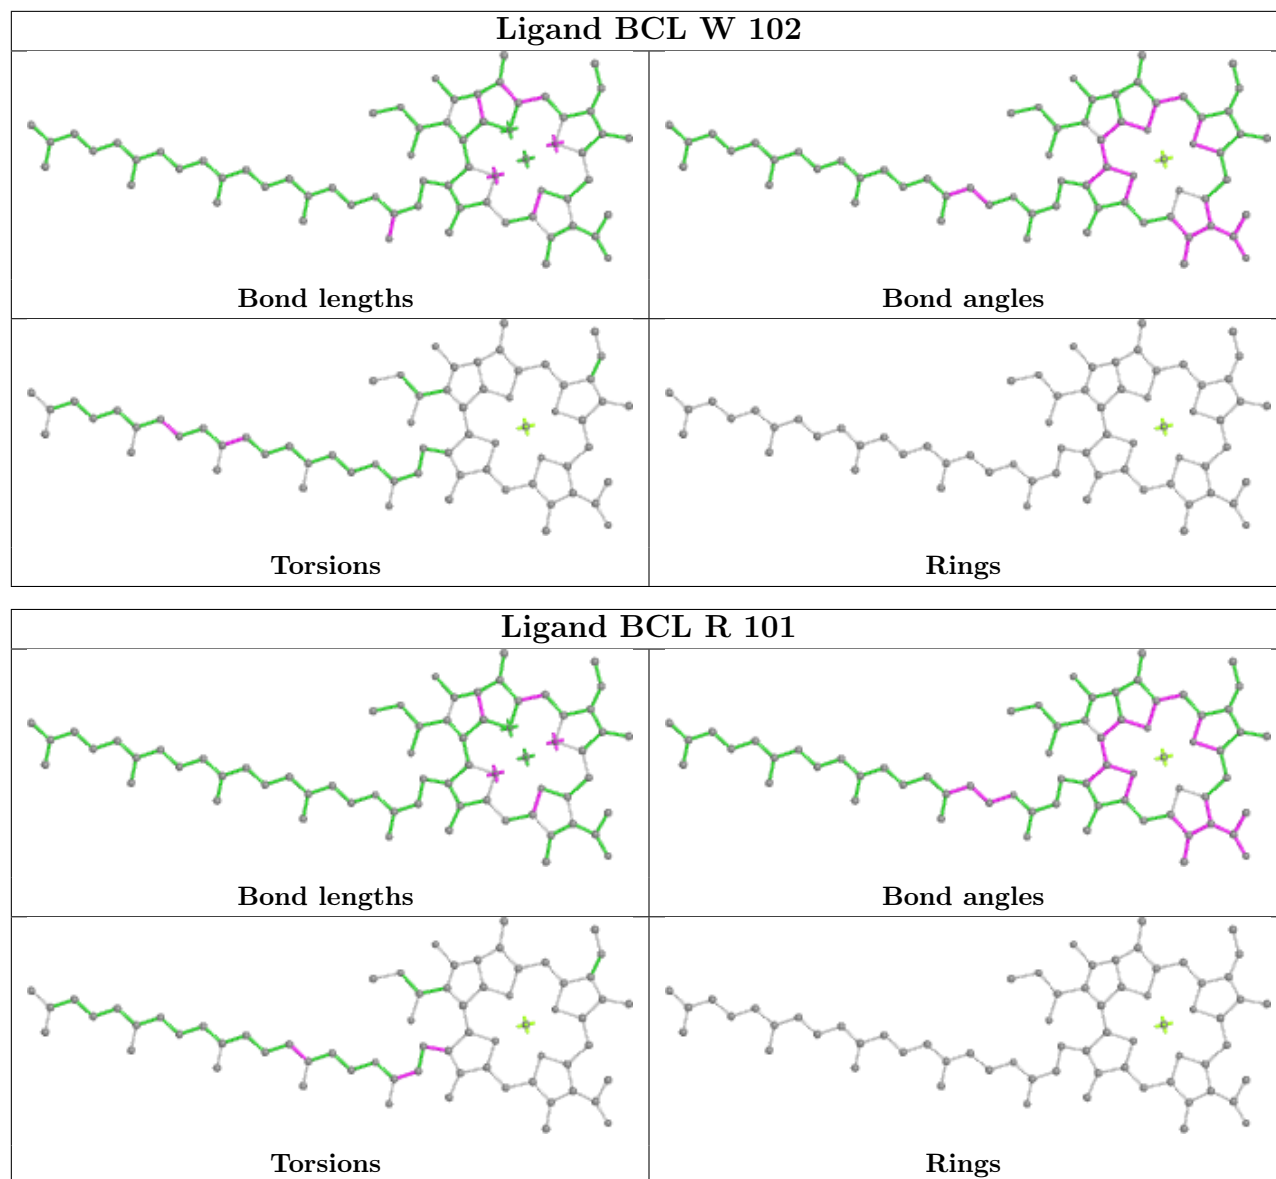 Ligand BCL W 102
Bond lengths
Bond angles
Torsions
Rings
Ligand BCL R 101
Bond lengths
Bond angles
Torsions
Rings